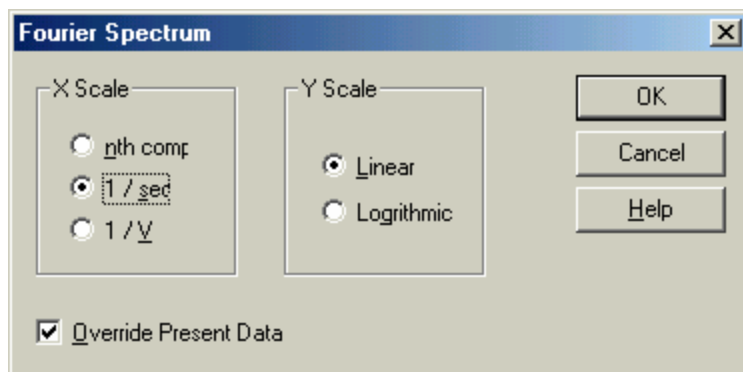 Fourier Spectrum
X Scale
nth comp
1 / sec
1 / V
Y Scale
Linear
Logrithmic
OK
Cancel
Help
Override Present Data